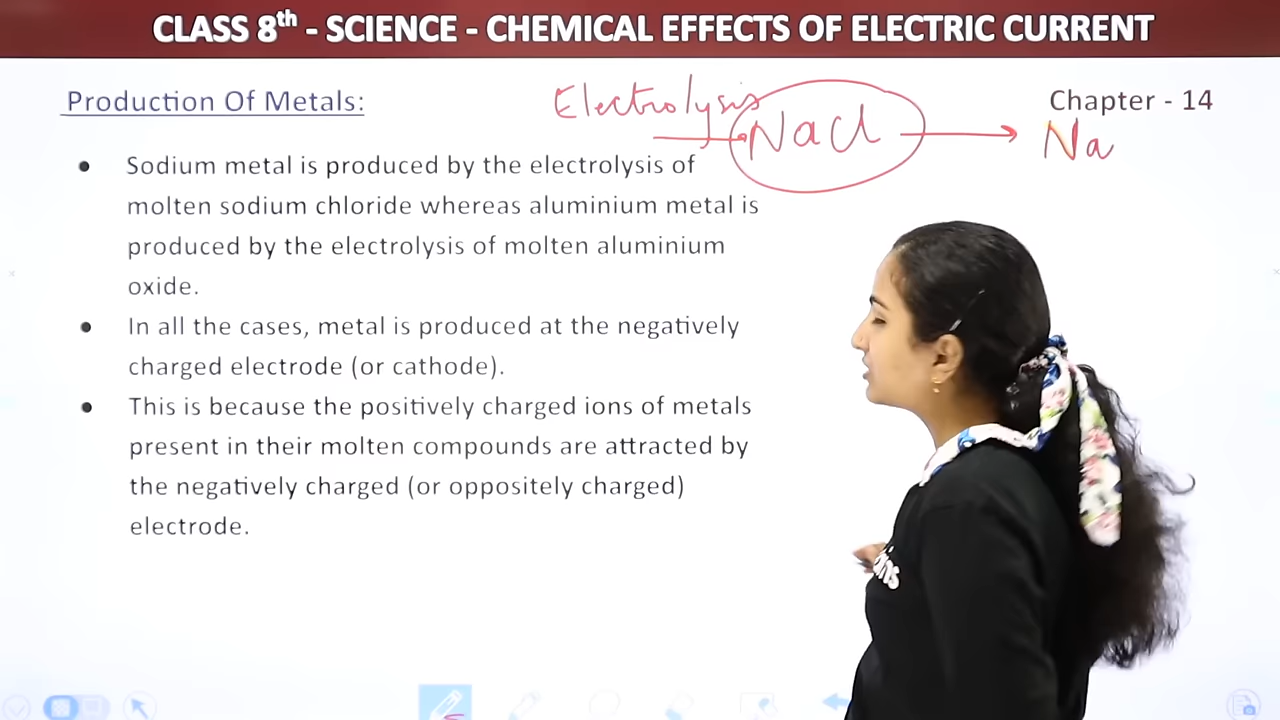 CLASS 8th - SCIENCE - CHEMICAL EFFECTS OF ELECTRIC CURRENT
Production Of Metals:
Electrolysis
NaCl
Chapter - 14
Na
Sodium metal is produced by the electrolysis of
molten sodium chloride whereas aluminium metal is
produced by the electrolysis of molten aluminium
oxide.
In all the cases, metal is produced at the negatively
charged electrode (or cathode).
This is because the positively charged ions of metals
present in their molten compounds are attracted by
the negatively charged (or oppositely charged)
electrode.